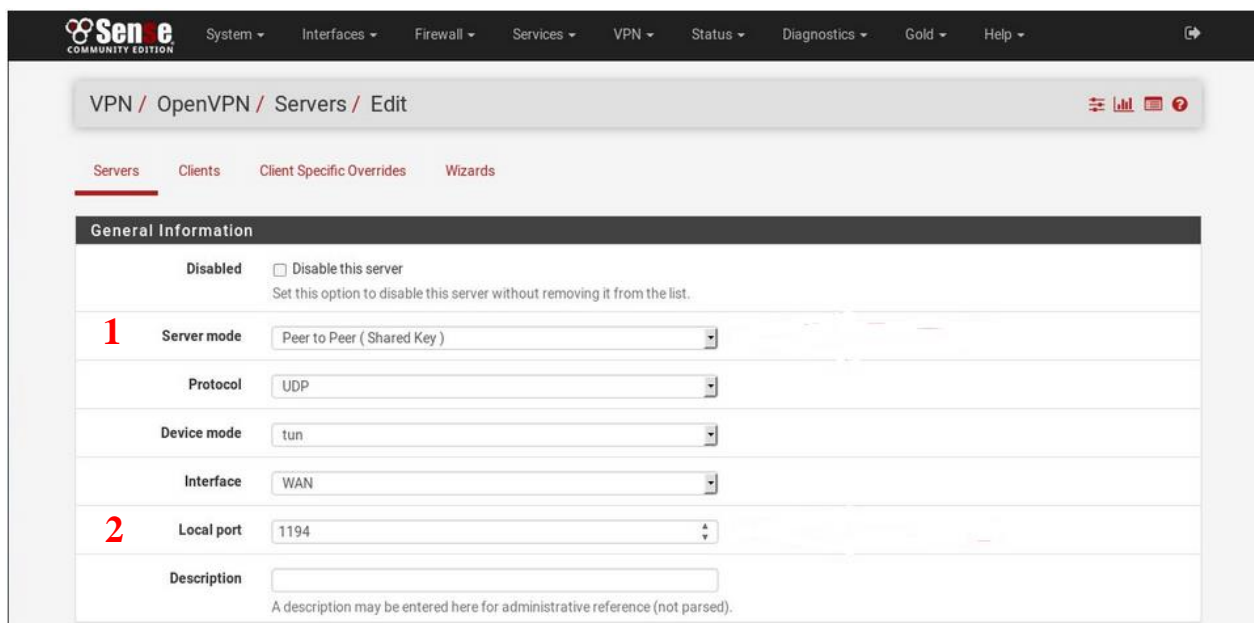 Sense System Interfaces Firewall Services VPN Status Diagnostics Gold Help
COMMUNITY EDITION
VPN / OpenVPN / Servers / Edit
Servers Clients Client Specific Overrides Wizards
General Information
Disabled Disable this server
Set this option to disable this server without removing it from the list.
1 Server mode Peer to Peer ( Shared Key )
Protocol UDP
Device mode tun
Interface WAN
2 Local port 1194
Description
A description may be entered here for administrative reference (not parsed).